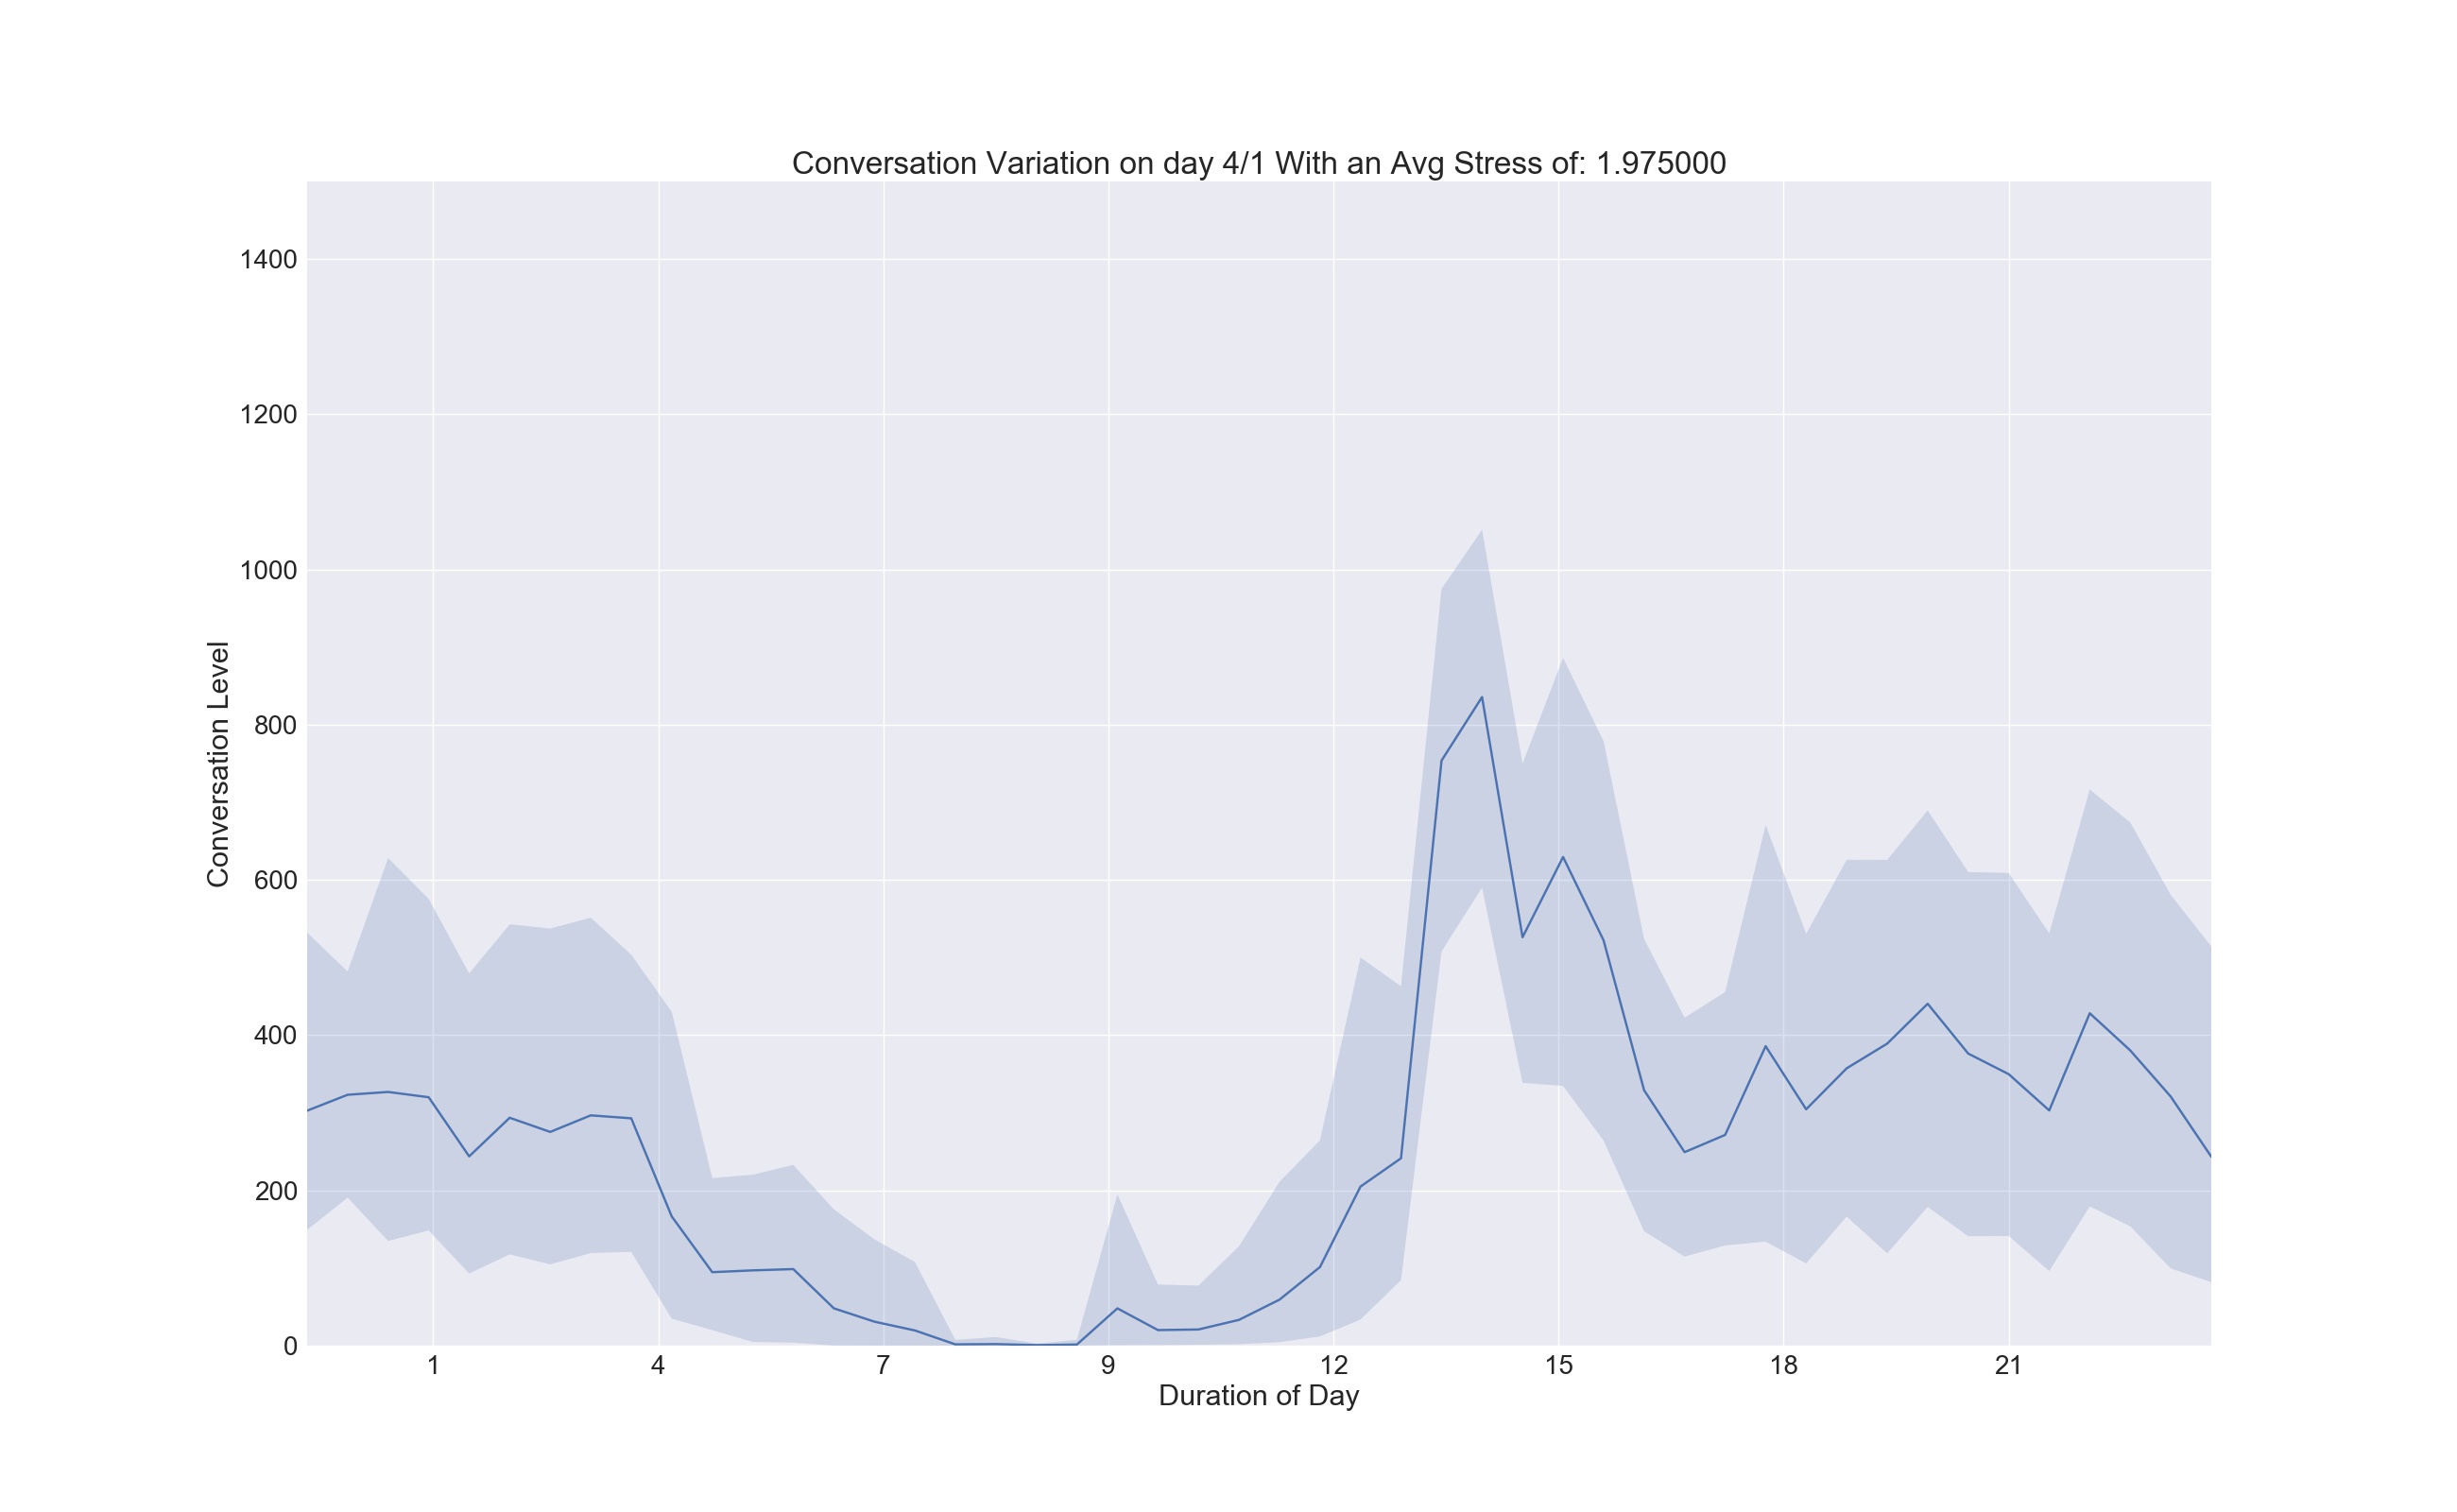 Conversation Variation on day 4/1 With an Avg Stress of: 1.975000
1400
1200
1000
800
600
400
200
0
Conversation Level
1 4 7 9 12 15 18 21
Duration of Day